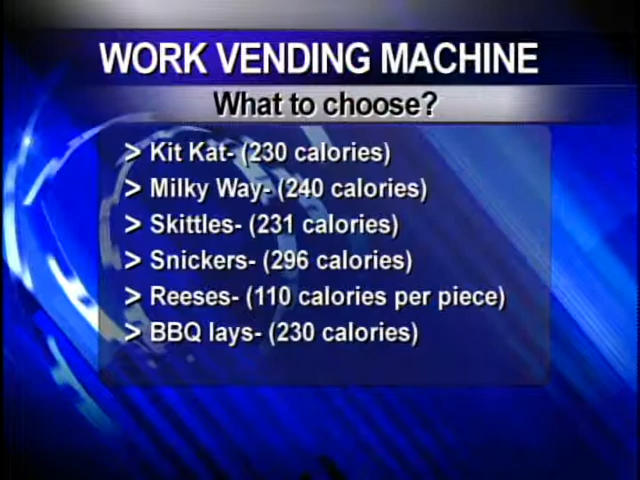 WORK VENDING MACHINE
What to choose?
> Kit Kat- (230 calories)
> Milky Way- (240 calories)
> Skittles- (231 calories)
> Snickers- (296 calories)
> Reeses- (110 calories per piece)
> BBQ lays- (230 calories)